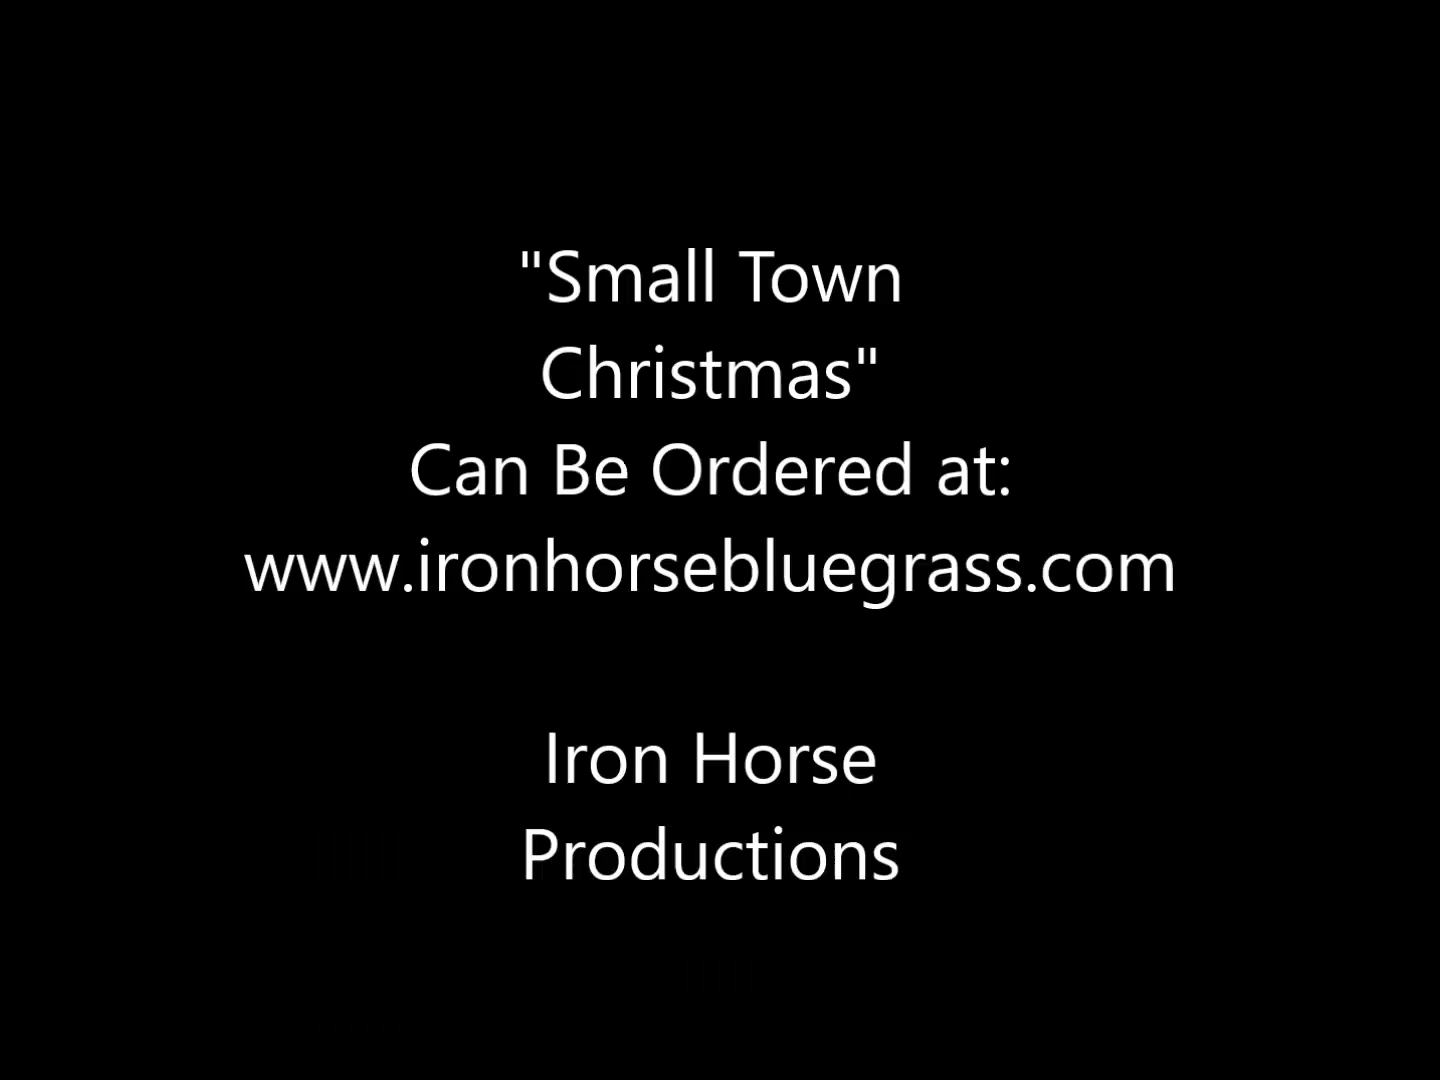 "Small Town
Christmas"
Can Be Ordered at:
www.ironhorsebluegrass.com
Iron Horse
Productions